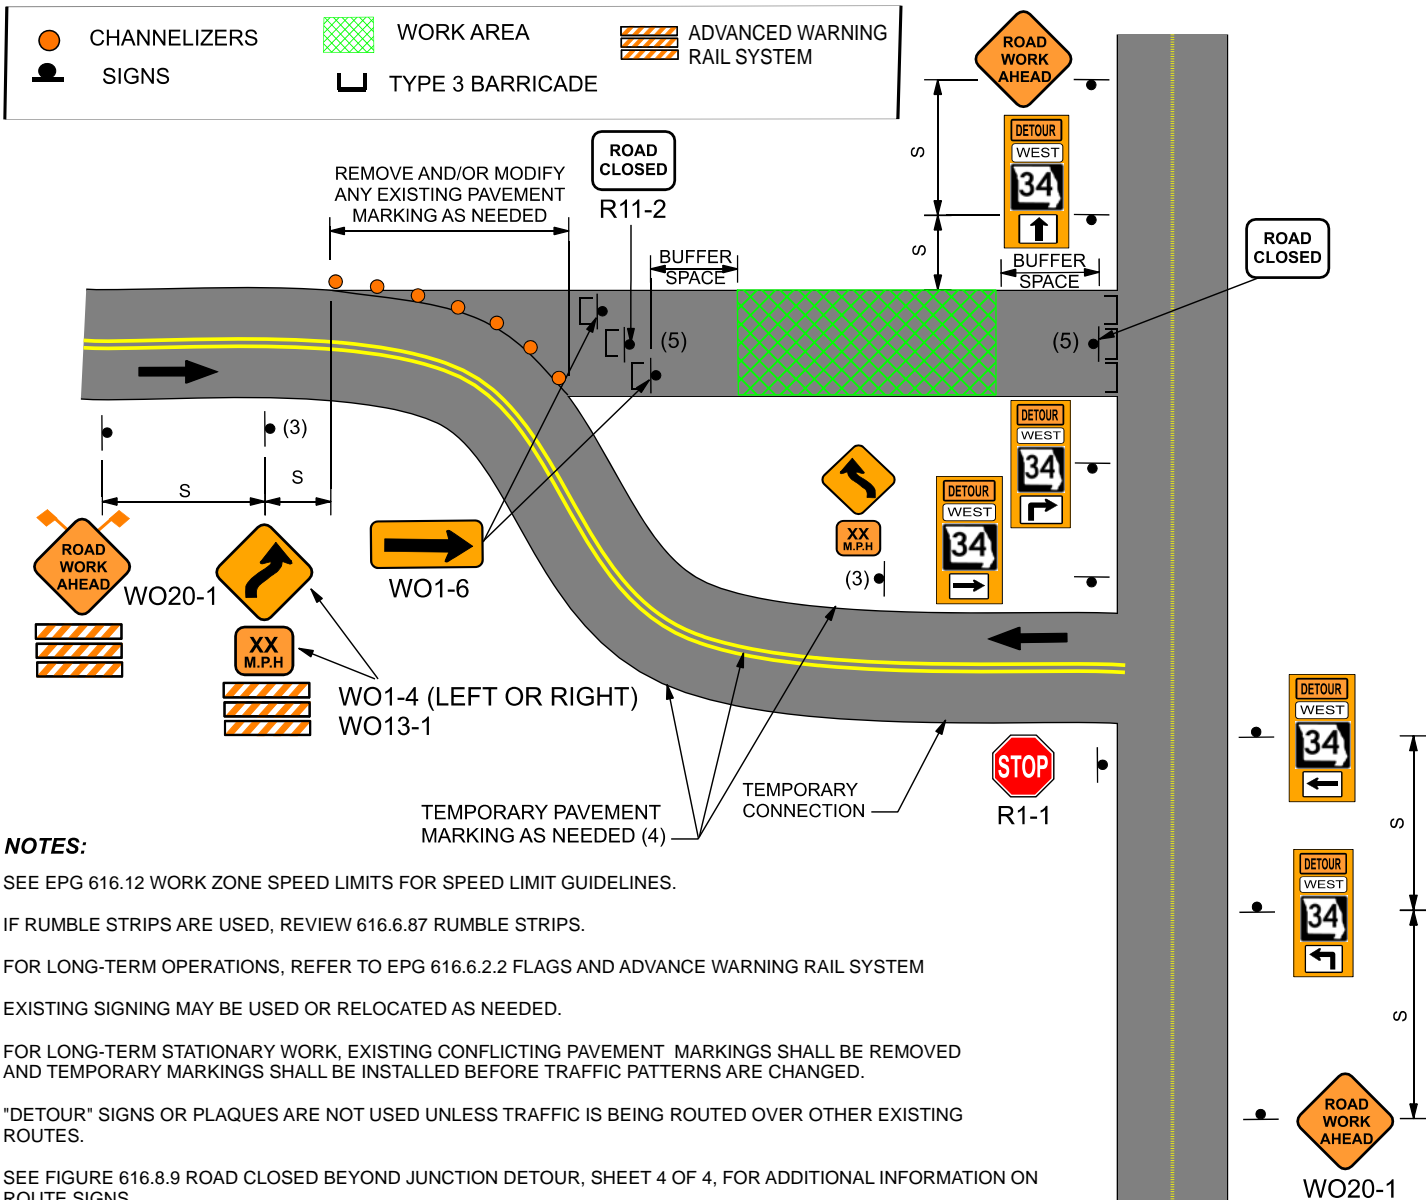 CHANNELIZERS
SIGNS
WORK AREA
TYPE 3 BARRICADE
ADVANCED WARNING
RAIL SYSTEM
ROAD
WORK
AHEAD
DETOUR
WEST
34
S
S
REMOVE AND/OR MODIFY
ANY EXISTING PAVEMENT
MARKING AS NEEDED
ROAD
CLOSED
R11-2
BUFFER
SPACE
BUFFER
SPACE
ROAD
CLOSED
(5)
(5)
(3)
S
S
ROAD
WORK
AHEAD
WO20-1
XX
M.P.H
WO1-4 (LEFT OR RIGHT)
WO13-1
WO1-6
XX
M.P.H
(3)
DETOUR
WEST
34
DETOUR
WEST
34
TEMPORARY PAVEMENT
MARKING AS NEEDED (4)
TEMPORARY
CONNECTION
STOP
R1-1
DETOUR
WEST
34
S
DETOUR
WEST
34
S
ROAD
WORK
AHEAD
WO20-1
NOTES:
SEE EPG 616.12 WORK ZONE SPEED LIMITS FOR SPEED LIMIT GUIDELINES.
IF RUMBLE STRIPS ARE USED, REVIEW 616.6.87 RUMBLE STRIPS.
FOR LONG-TERM OPERATIONS, REFER TO EPG 616.6.2.2 FLAGS AND ADVANCE WARNING RAIL SYSTEM
EXISTING SIGNING MAY BE USED OR RELOCATED AS NEEDED.
FOR LONG-TERM STATIONARY WORK, EXISTING CONFLICTING PAVEMENT MARKINGS SHALL BE REMOVED
AND TEMPORARY MARKINGS SHALL BE INSTALLED BEFORE TRAFFIC PATTERNS ARE CHANGED.
"DETOUR" SIGNS OR PLAQUES ARE NOT USED UNLESS TRAFFIC IS BEING ROUTED OVER OTHER EXISTING
ROUTES.
SEE FIGURE 616.8.9 ROAD CLOSED BEYOND JUNCTION DETOUR, SHEET 4 OF 4, FOR ADDITIONAL INFORMATION ON
ROUTE SIGNS